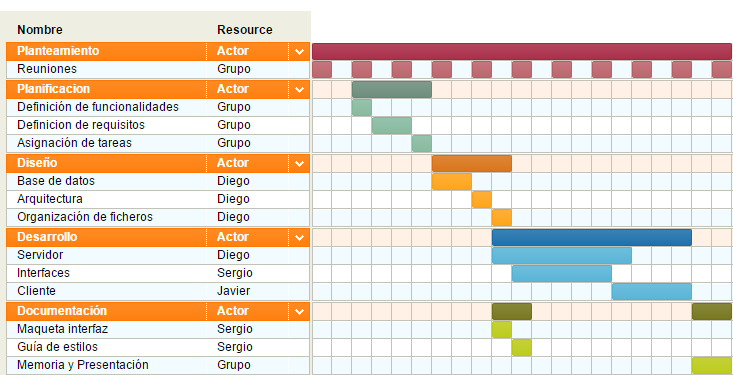 Nombre Resource
Planteamiento Actor
Reuniones Grupo
Planificacion Actor
Definición de funcionalidades Grupo
Definicion de requisitos Grupo
Asignación de tareas Grupo
Diseño Actor
Base de datos Diego
Arquitectura Diego
Organización de ficheros Diego
Desarrollo Actor
Servidor Diego
Interfaces Sergio
Cliente Javier
Documentación Actor
Maqueta interfaz Sergio
Guía de estilos Sergio
Memoria y Presentación Grupo